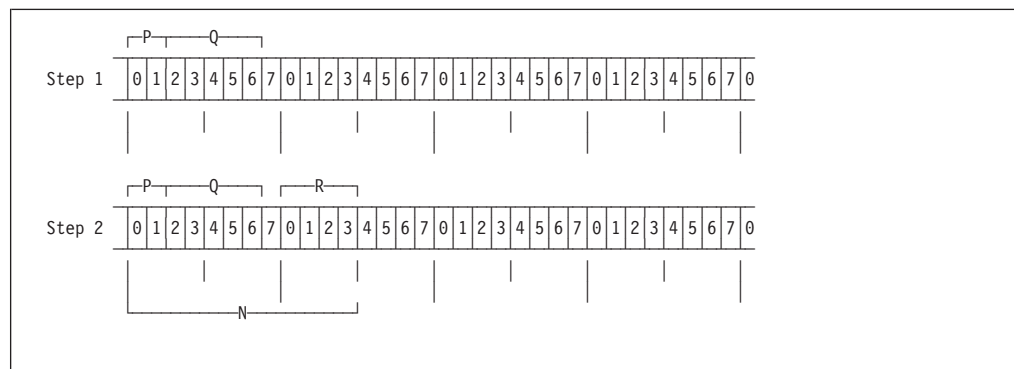 P Q
Step 1 0 1 2 3 4 5 6 7 0 1 2 3 4 5 6 7 0 1 2 3 4 5 6 7 0 1 2 3 4 5 6 7 0
P Q R
Step 2 0 1 2 3 4 5 6 7 0 1 2 3 4 5 6 7 0 1 2 3 4 5 6 7 0 1 2 3 4 5 6 7 0
N